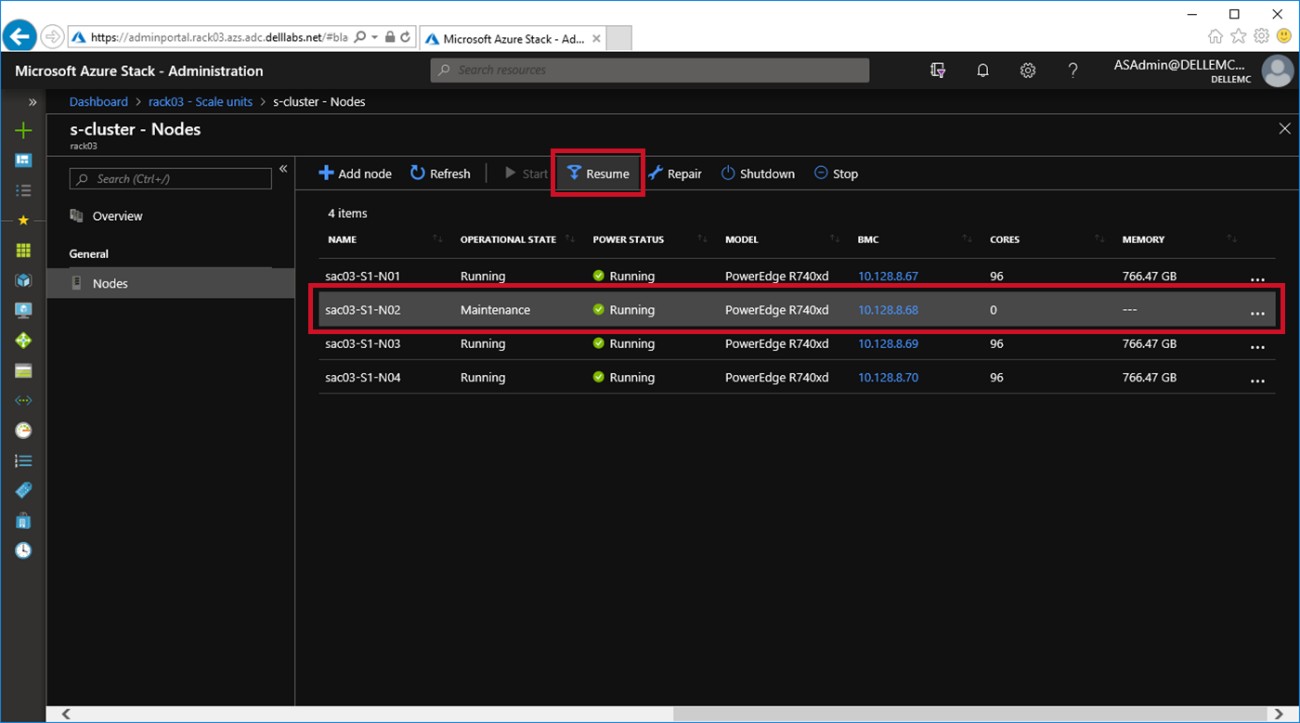 https://adminportal.rack03.azs.adc.delllabs.net/#bla
Microsoft Azure Stack - Ad...
Microsoft Azure Stack - Administration
Search resources
ASAdmin@DELLEMC...
DELLEMC
Dashboard > rack03 - Scale units > s-cluster - Nodes
s-cluster - Nodes
rack03
Search (Ctrl+/)
Overview
General
Nodes
Add node Refresh Start Resume Repair Shutdown Stop
4 items
NAME OPERATIONAL STATE POWER STATUS MODEL BMC CORES MEMORY
sac03-S1-N01 Running Running PowerEdge R740xd 10.128.8.67 96 766.47 GB ...
sac03-S1-N02 Maintenance Running PowerEdge R740xd 10.128.8.68 0 --- ...
sac03-S1-N03 Running Running PowerEdge R740xd 10.128.8.69 96 766.47 GB ...
sac03-S1-N04 Running Running PowerEdge R740xd 10.128.8.70 96 766.47 GB ...